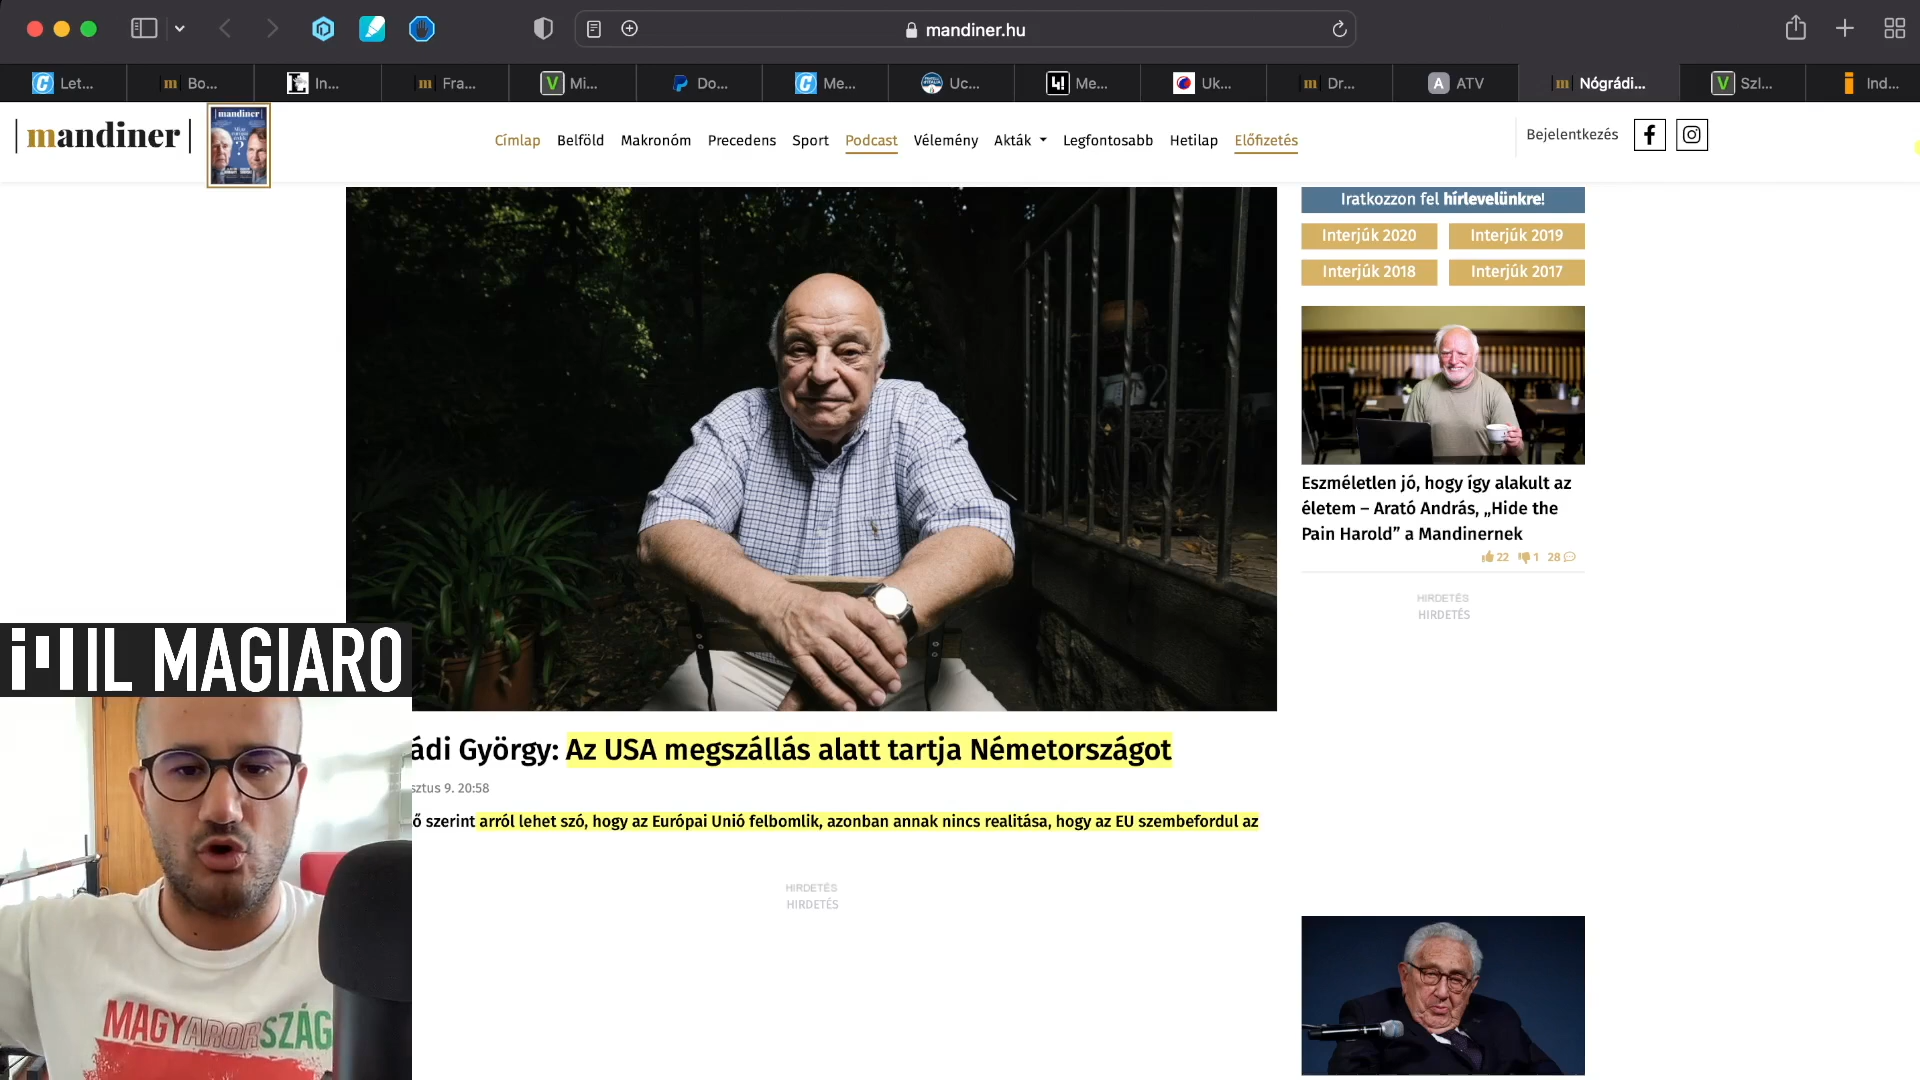 mandiner.hu
Let...
Bo...
In...
Fra...
Mi...
Do...
Me...
Uc...
Me...
Uk...
Dr...
ATV
Nógrádi...
Szl...
Ind...
| mandiner |
mandiner
Címlap Belföld Makronóm Precedens Sport Podcast Vélemény Akták Legfontosabb Hetilap Előfizetés
Bejelentkezés
Iratkozzon fel hírlevelünkre!
Interjúk 2020 Interjúk 2019
Interjúk 2018 Interjúk 2017
Eszméletlen jó, hogy így alakult az
életem – Arató András, „Hide the
Pain Harold” a Mandinernek
22 1 28
HIRDETÉS
HIRDETÉS
IL MAGIARO
ádi György: Az USA megszállás alatt tartja Németországot
sztus 9. 20:58
ő szerint arról lehet szó, hogy az Európai Unió felbomlik, azonban annak nincs realitása, hogy az EU szembefordul az
HIRDETÉS
HIRDETÉS
MAGYARORSZÁG